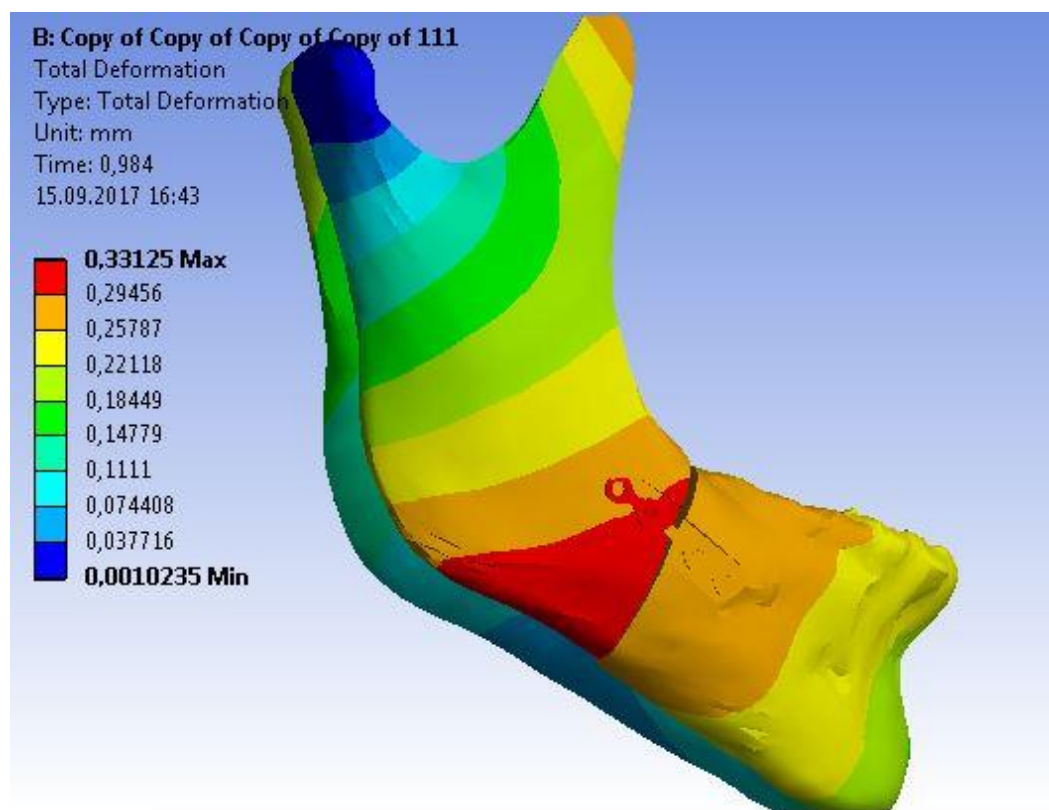 B: Copy of Copy of Copy of Copy of 111
Total Deformation
Type: Total Deformation
Unit: mm
Time: 0,984
15.09.2017 16:43
0,33125 Max
0,29456
0,25787
0,22118
0,18449
0,14779
0,1111
0,074408
0,037716
0,0010235 Min